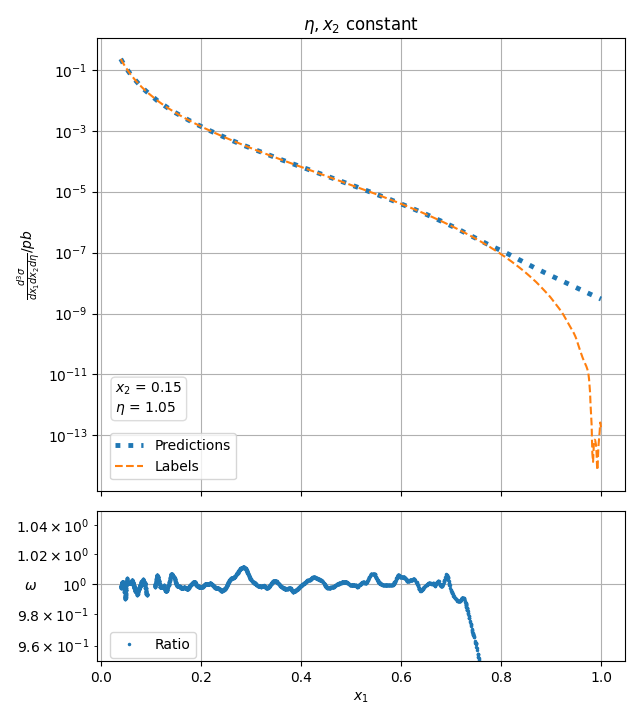 η, x₂ constant
10⁻¹
10⁻³
10⁻⁵
10⁻⁷
10⁻⁹
10⁻¹¹
10⁻¹³
d³σ/dx₁dx₂dη /pb
x₂ = 0.15
η = 1.05
Predictions
Labels
1.04 × 10⁰
1.02 × 10⁰
10⁰
9.8 × 10⁻¹
9.6 × 10⁻¹
ω
Ratio
0.0 0.2 0.4 0.6 0.8 1.0
x₁